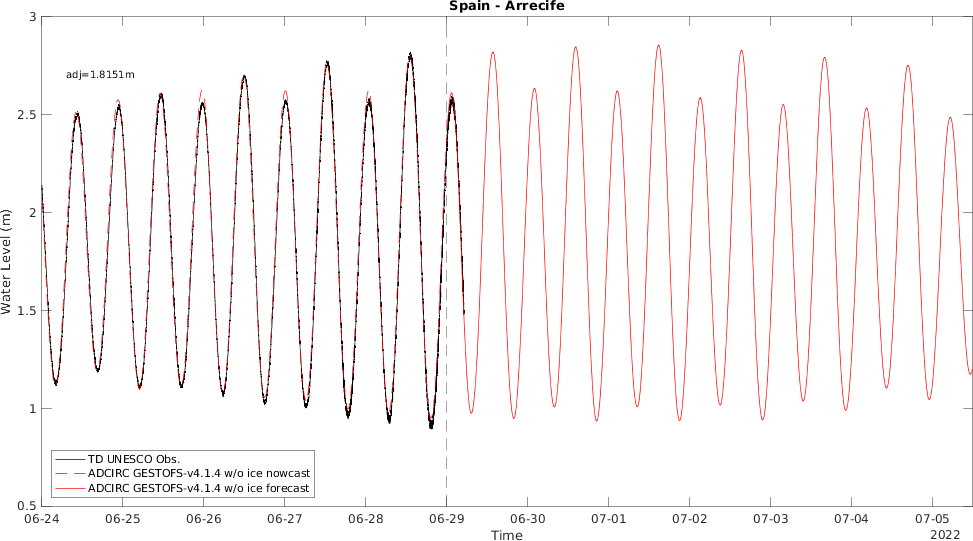 Spain - Arrecife
adj=1.8151m
Water Level (m)
3
2.5
2
1.5
1
0.5
TD UNESCO Obs.
ADCIRC GESTOFS-v4.1.4 w/o ice nowcast
ADCIRC GESTOFS-v4.1.4 w/o ice forecast
06-24 06-25 06-26 06-27 06-28 06-29 06-30 07-01 07-02 07-03 07-04 07-05
Time
2022